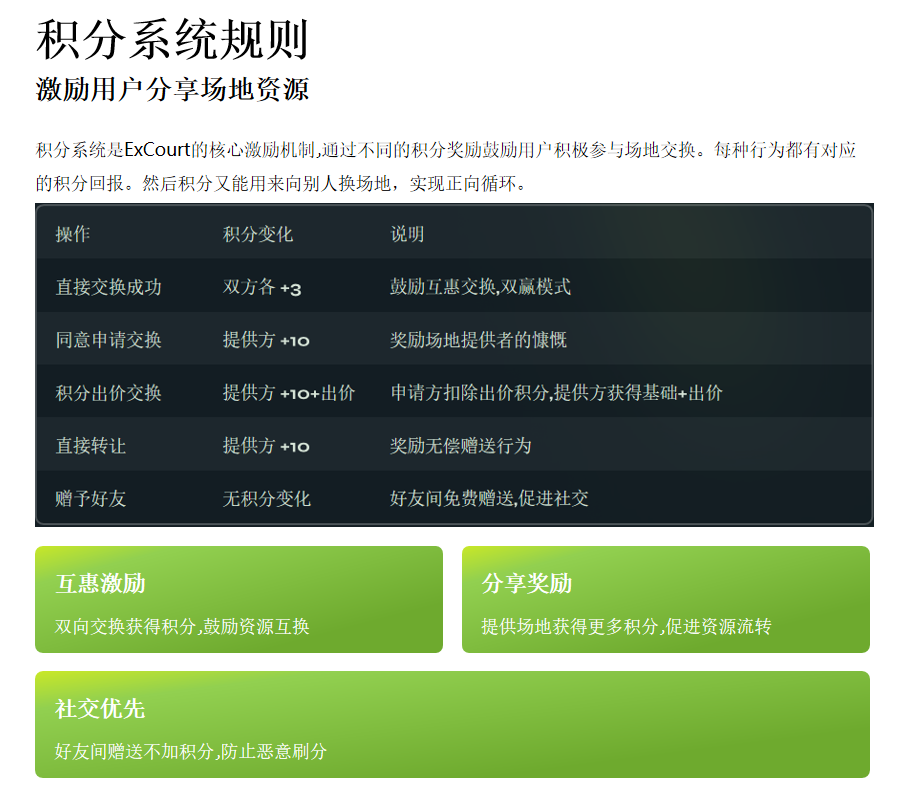 积分系统规则
激励用户分享场地资源
积分系统是ExCourt的核心激励机制,通过不同的积分奖励鼓励用户积极参与场地交换。每种行为都有对应
的积分回报。然后积分又能用来向别人换场地，实现正向循环。
操作 积分变化 说明
直接交换成功 双方各 +3 鼓励互惠交换,双赢模式
同意申请交换 提供方 +10 奖励场地提供者的慷慨
积分出价交换 提供方 +10+出价 申请方扣除出价积分,提供方获得基础+出价
直接转让 提供方 +10 奖励无偿赠送行为
赠予好友 无积分变化 好友间免费赠送,促进社交
互惠激励
双向交换获得积分,鼓励资源互换
分享奖励
提供场地获得更多积分,促进资源流转
社交优先
好友间赠送不加积分,防止恶意刷分